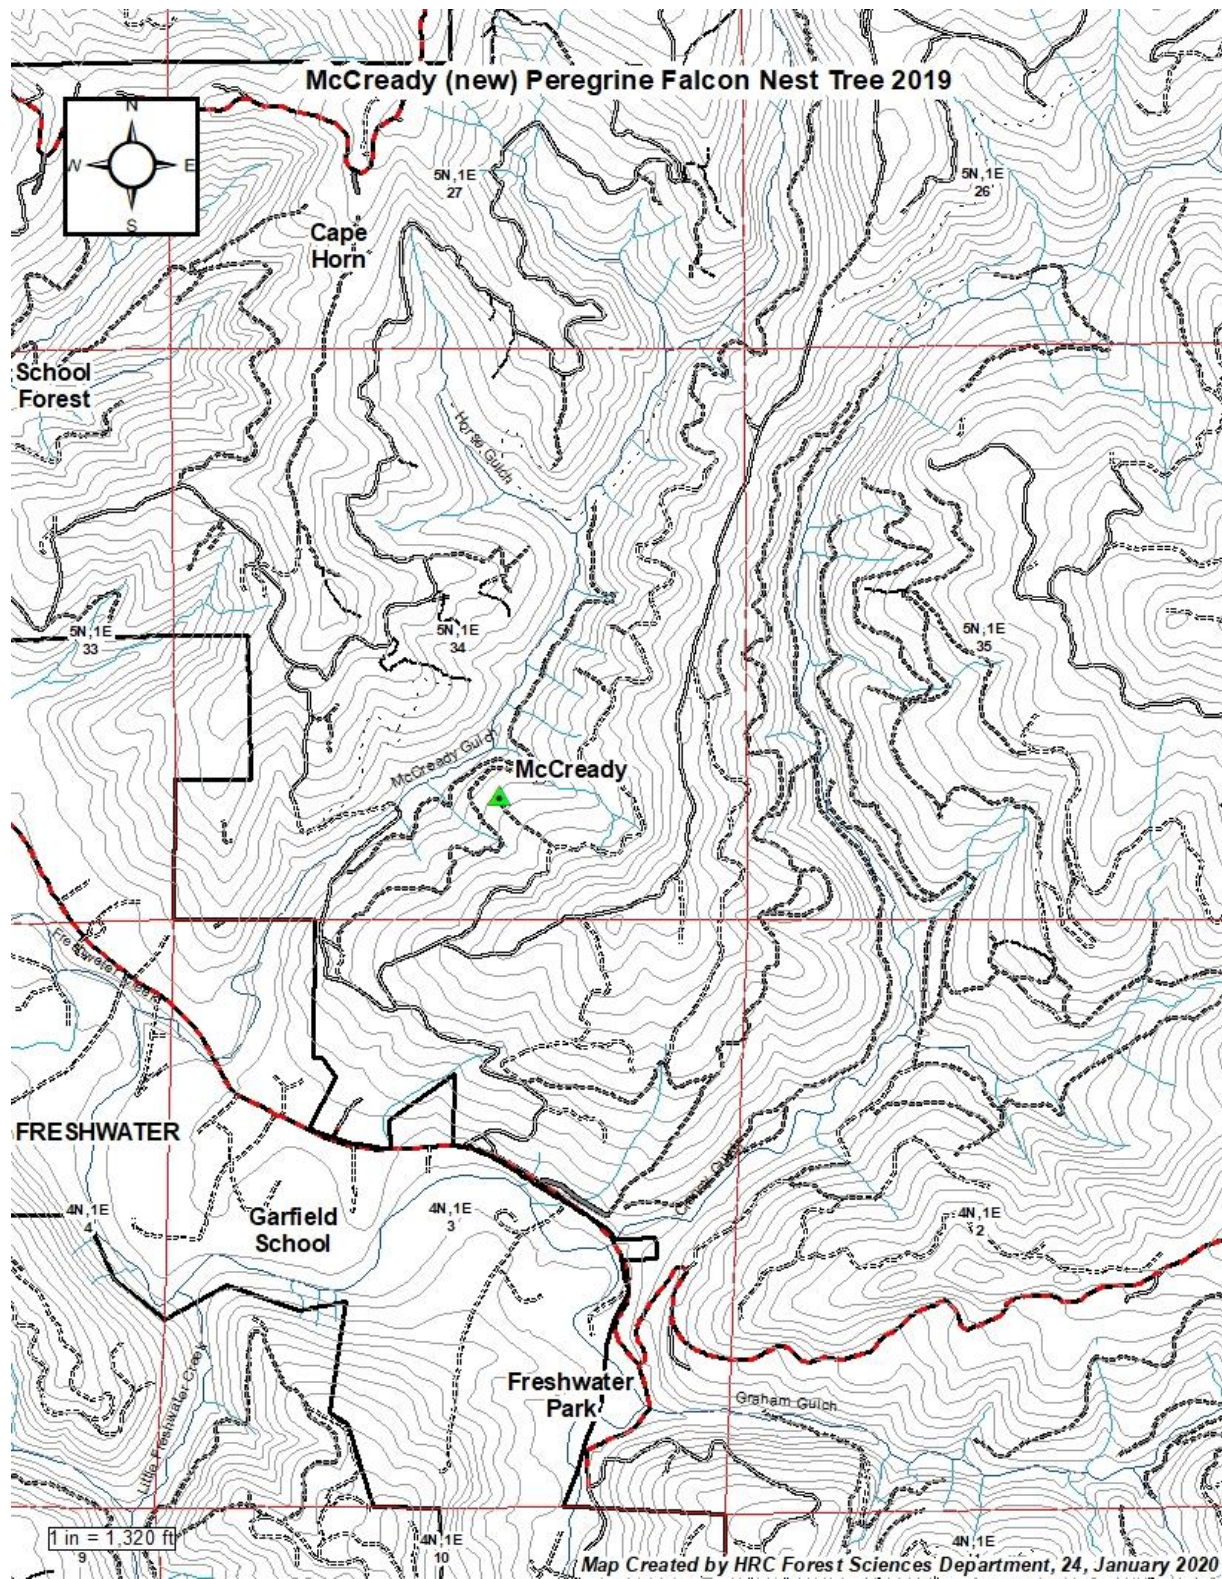 McCready (new) Peregrine Falcon Nest Tree 2019
N
W
E
S
5N,1E
27
5N,1E
26
Cape
Horn
School
Forest
Horse Gulch
5N,1E
33
5N,1E
34
5N,1E
35
McCready Gulch
McCready
Freshwater Creek
FRESHWATER
4N,1E
4
Garfield
School
4N,1E
3
4N,1E
2
Little Freshwater Creek
Freshwater
Park
Graham Gulch
1 in = 1,320 ft
9
4N,1E
10
4N,1E
Map Created by HRC Forest Sciences Department, 24, January 2020